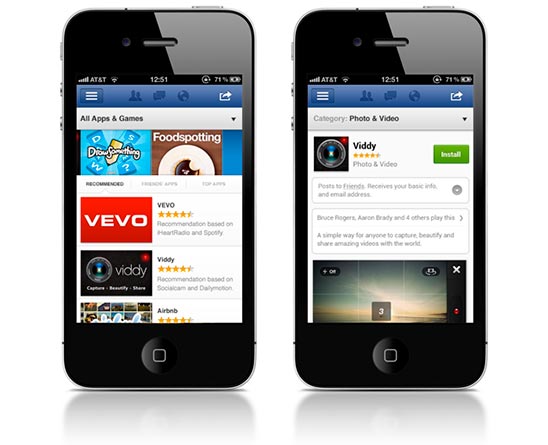 AT&T 12:51 71%
All Apps & Games
DrawSomething
Foodspotting
RECOMMENDED FRIENDS' APPS TOP APPS
VEVO
VEVO
Recommendation based on
iHeartRadio and Spotify
viddy
Capture · Beautify · Share
Viddy
Recommendation based on
Socialcam and Dailymotion.
Airbnb
AT&T 12:51 71%
Category: Photo & Video
Viddy
Photo & Video
Install
Posts to Friends. Receives your basic info,
and email address.
Bruce Rogers, Aaron Brady and 4 others play this
A simple way for anyone to capture, beautify and
share amazing videos with the world.
Off
3